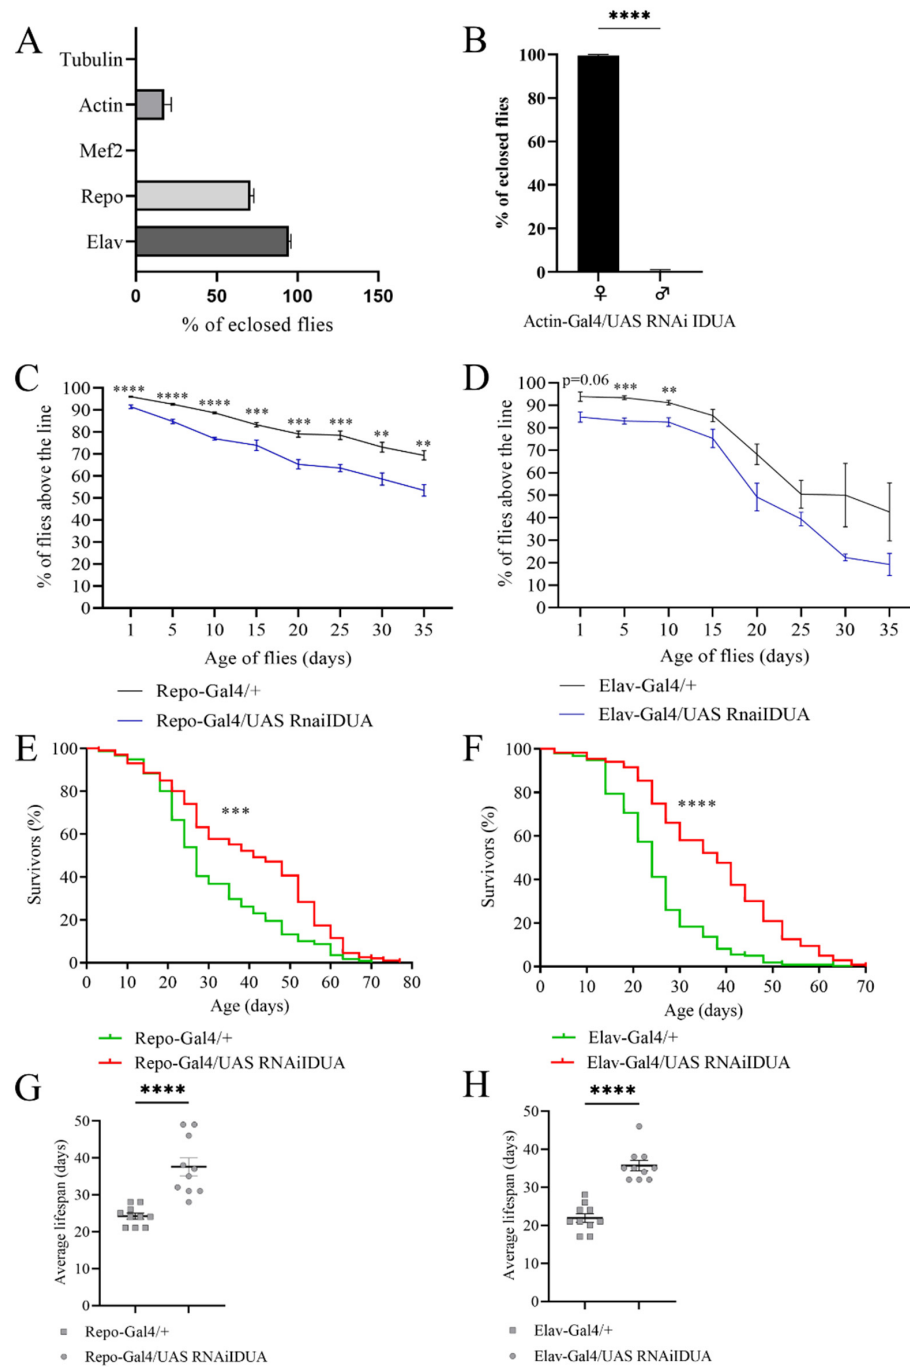 A
Tubulin
Actin
Mef2
Repo
Elav
0 50 100 150
% of eclosed flies
B
****
% of eclosed flies
100
80
60
40
20
0
♀ ♂
Actin-Gal4/UAS RNAi IDUA
C
% of flies above the line
100
90
80
70
60
50
40
30
20
10
0
**** **** **** *** *** *** ** **
1 5 10 15 20 25 30 35
Age of flies (days)
Repo-Gal4/+
Repo-Gal4/UAS RnaiIDUA
D
% of flies above the line
100
90
80
70
60
50
40
30
20
10
0
p=0.06 *** **
1 5 10 15 20 25 30 35
Age of flies (days)
Elav-Gal4/+
Elav-Gal4/UAS RnaiIDUA
E
Survivors (%)
100
80
60
40
20
0
***
0 10 20 30 40 50 60 70 80
Age (days)
Repo-Gal4/+
Repo-Gal4/UAS RNAiIDUA
F
Survivors (%)
100
80
60
40
20
0
****
0 10 20 30 40 50 60 70
Age (days)
Elav-Gal4/+
Elav-Gal4/UAS RNAiIDUA
G
****
Average lifespan (days)
50
40
30
20
10
0
Repo-Gal4/+
Repo-Gal4/UAS RNAiIDUA
H
****
Average lifespan (days)
50
40
30
20
10
0
Elav-Gal4/+
Elav-Gal4/UAS RNAiIDUA